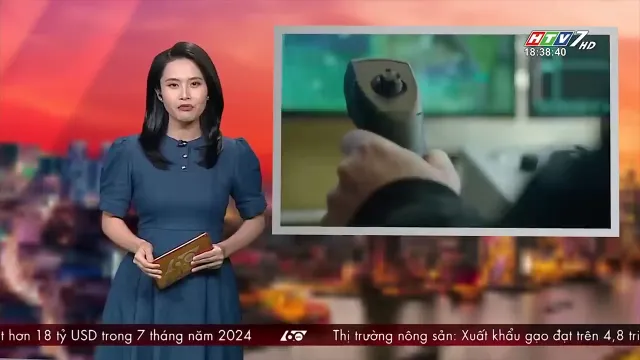 HTV7 HD
18:38:40
t hơn 18 tỷ USD trong 7 tháng năm 2024
60
Thị trường nông sản: Xuất khẩu gạo đạt trên 4,8 tri